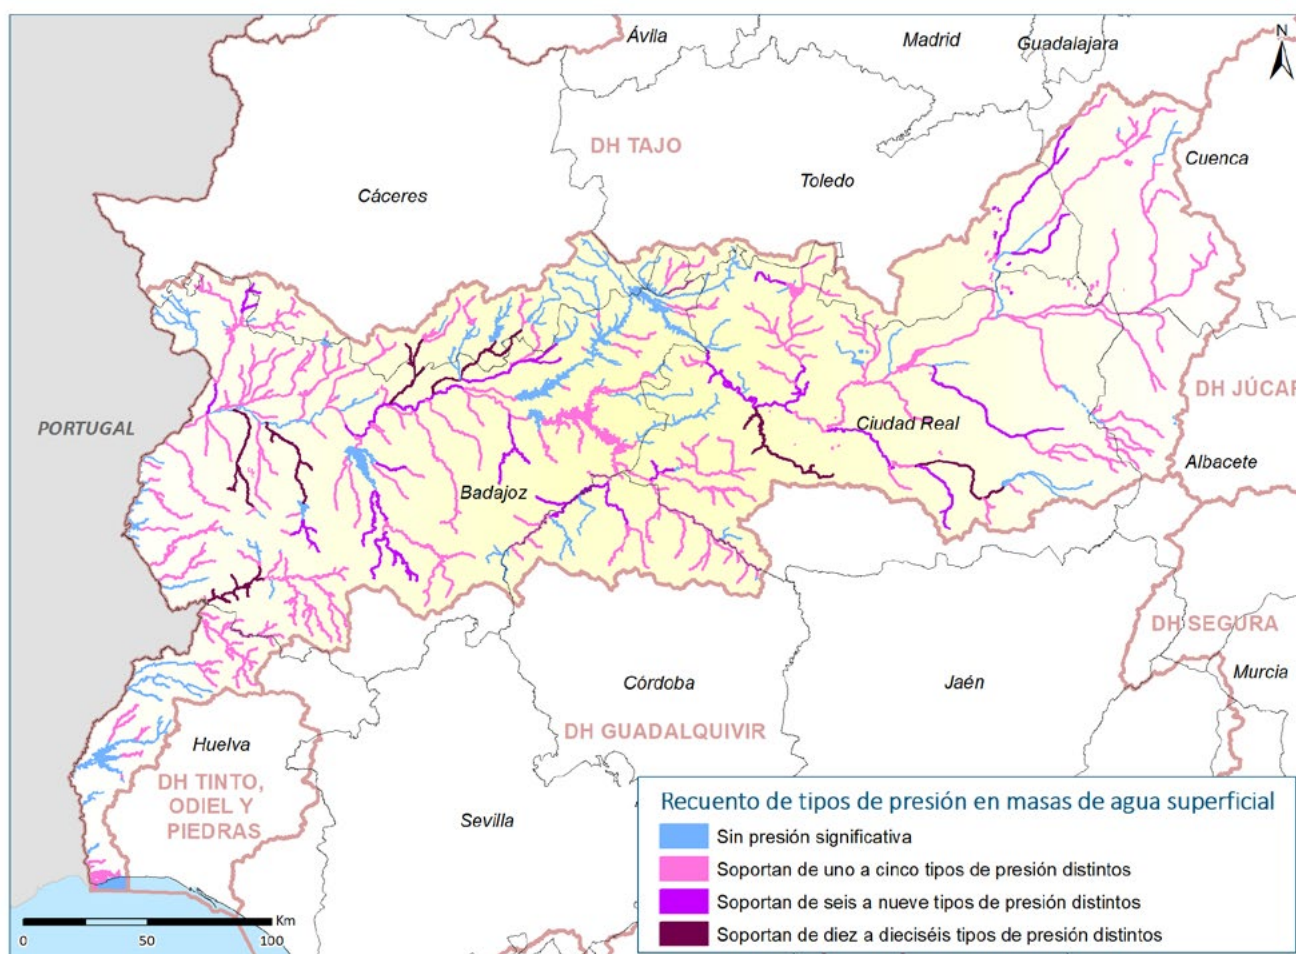 Ávila
Madrid
Guadalajara
N
DH TAJO
Cuenca
Cáceres
Toledo
DH JÚCAR
PORTUGAL
Ciudad Real
Albacete
Badajoz
DH SEGURA
Murcia
Córdoba
Jaén
DH GUADALQUIVIR
Huelva
DH TINTO,
ODIEL Y
PIEDRAS
Sevilla
Recuento de tipos de presión en masas de agua superficial
Sin presión significativa
Soportan de uno a cinco tipos de presión distintos
Soportan de seis a nueve tipos de presión distintos
Soportan de diez a dieciséis tipos de presión distintos
Km
0 50 100